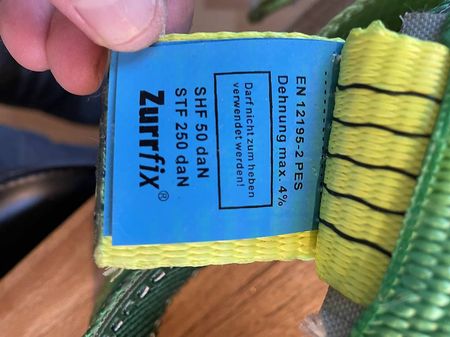 EN 12195-2 PES
Dehnung max. 4%
Darf nicht zum heben
verwendet werden!
SHF 50 daN
STF 250 daN
Zurrfix®